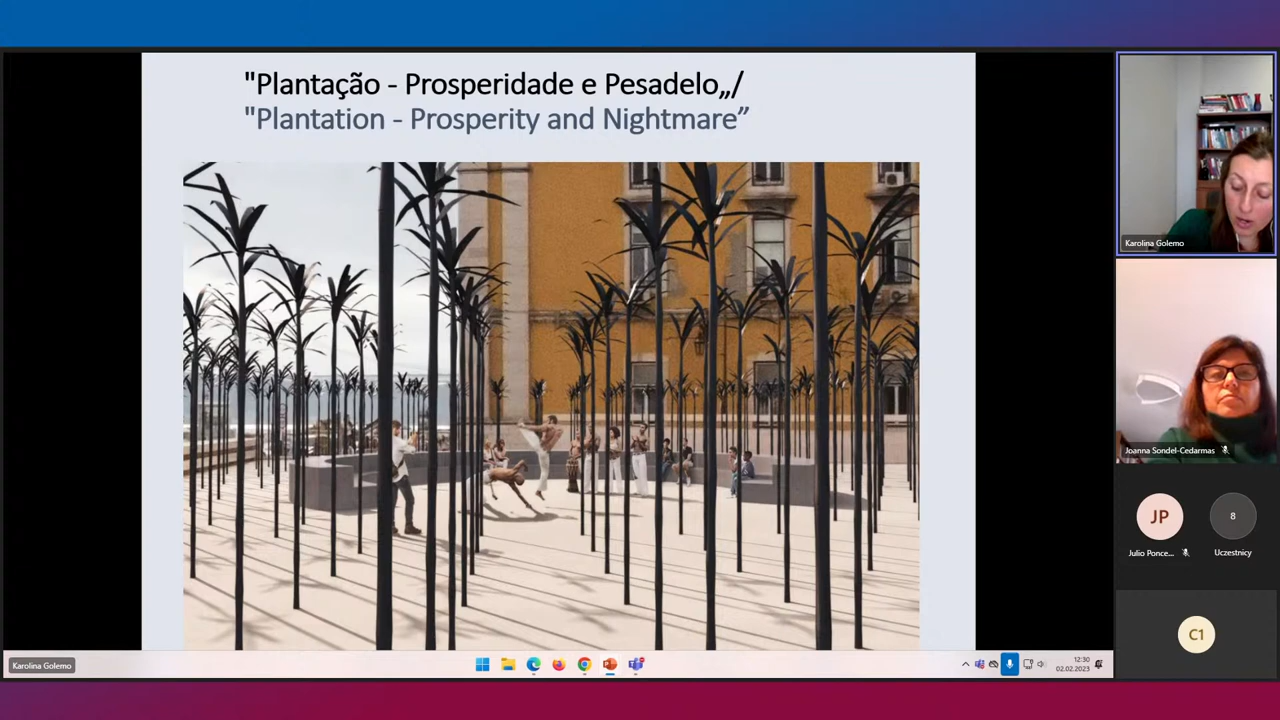 "Plantação - Prosperidade e Pesadelo„/
"Plantation - Prosperity and Nightmare”
Karolina Golemo
Joanna Sondel-Cedarmas
JP
8
Julio Ponce...
Uczestnicy
C1
Karolina Golemo
12:30
02.02.2023